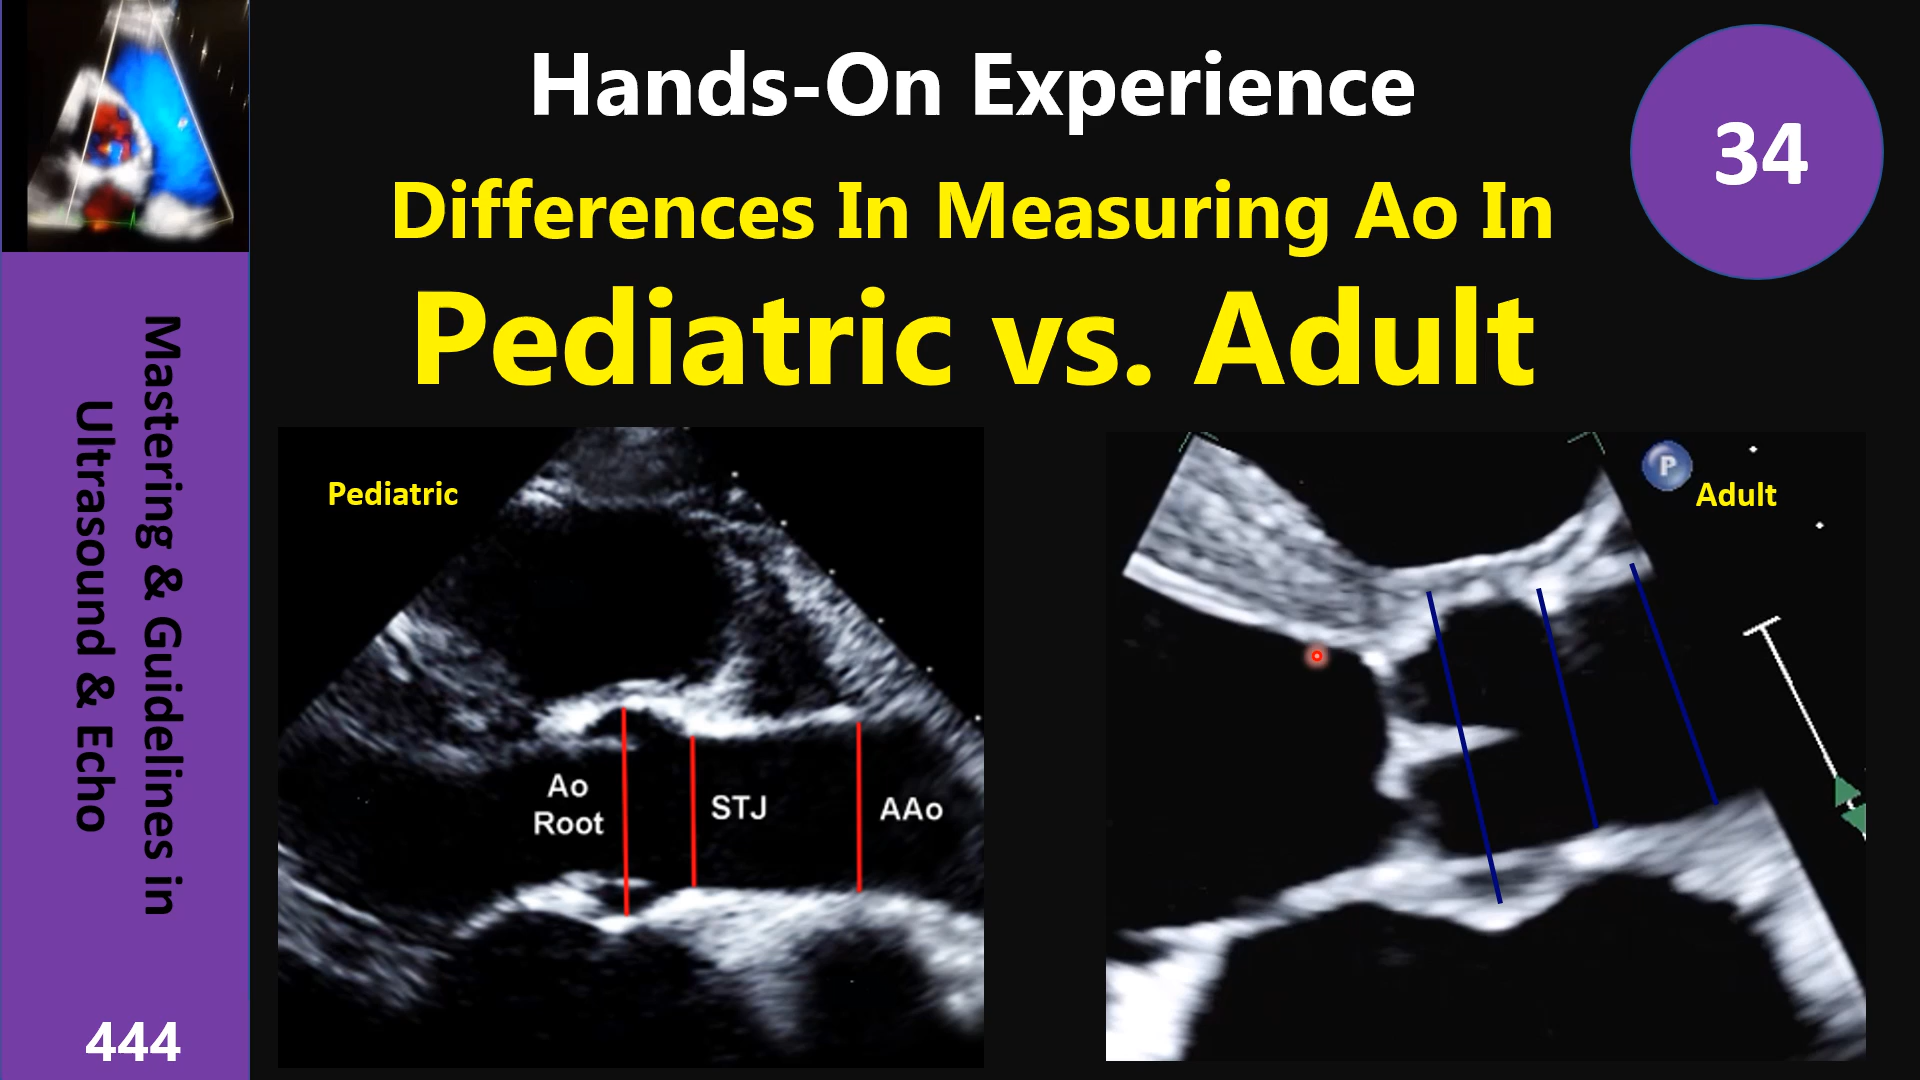 Hands-On Experience
34
Differences In Measuring Ao In
Pediatric vs. Adult
Mastering & Guidelines in
Ultrasound & Echo
444
Pediatric
Ao
Root
STJ
AAo
P
Adult